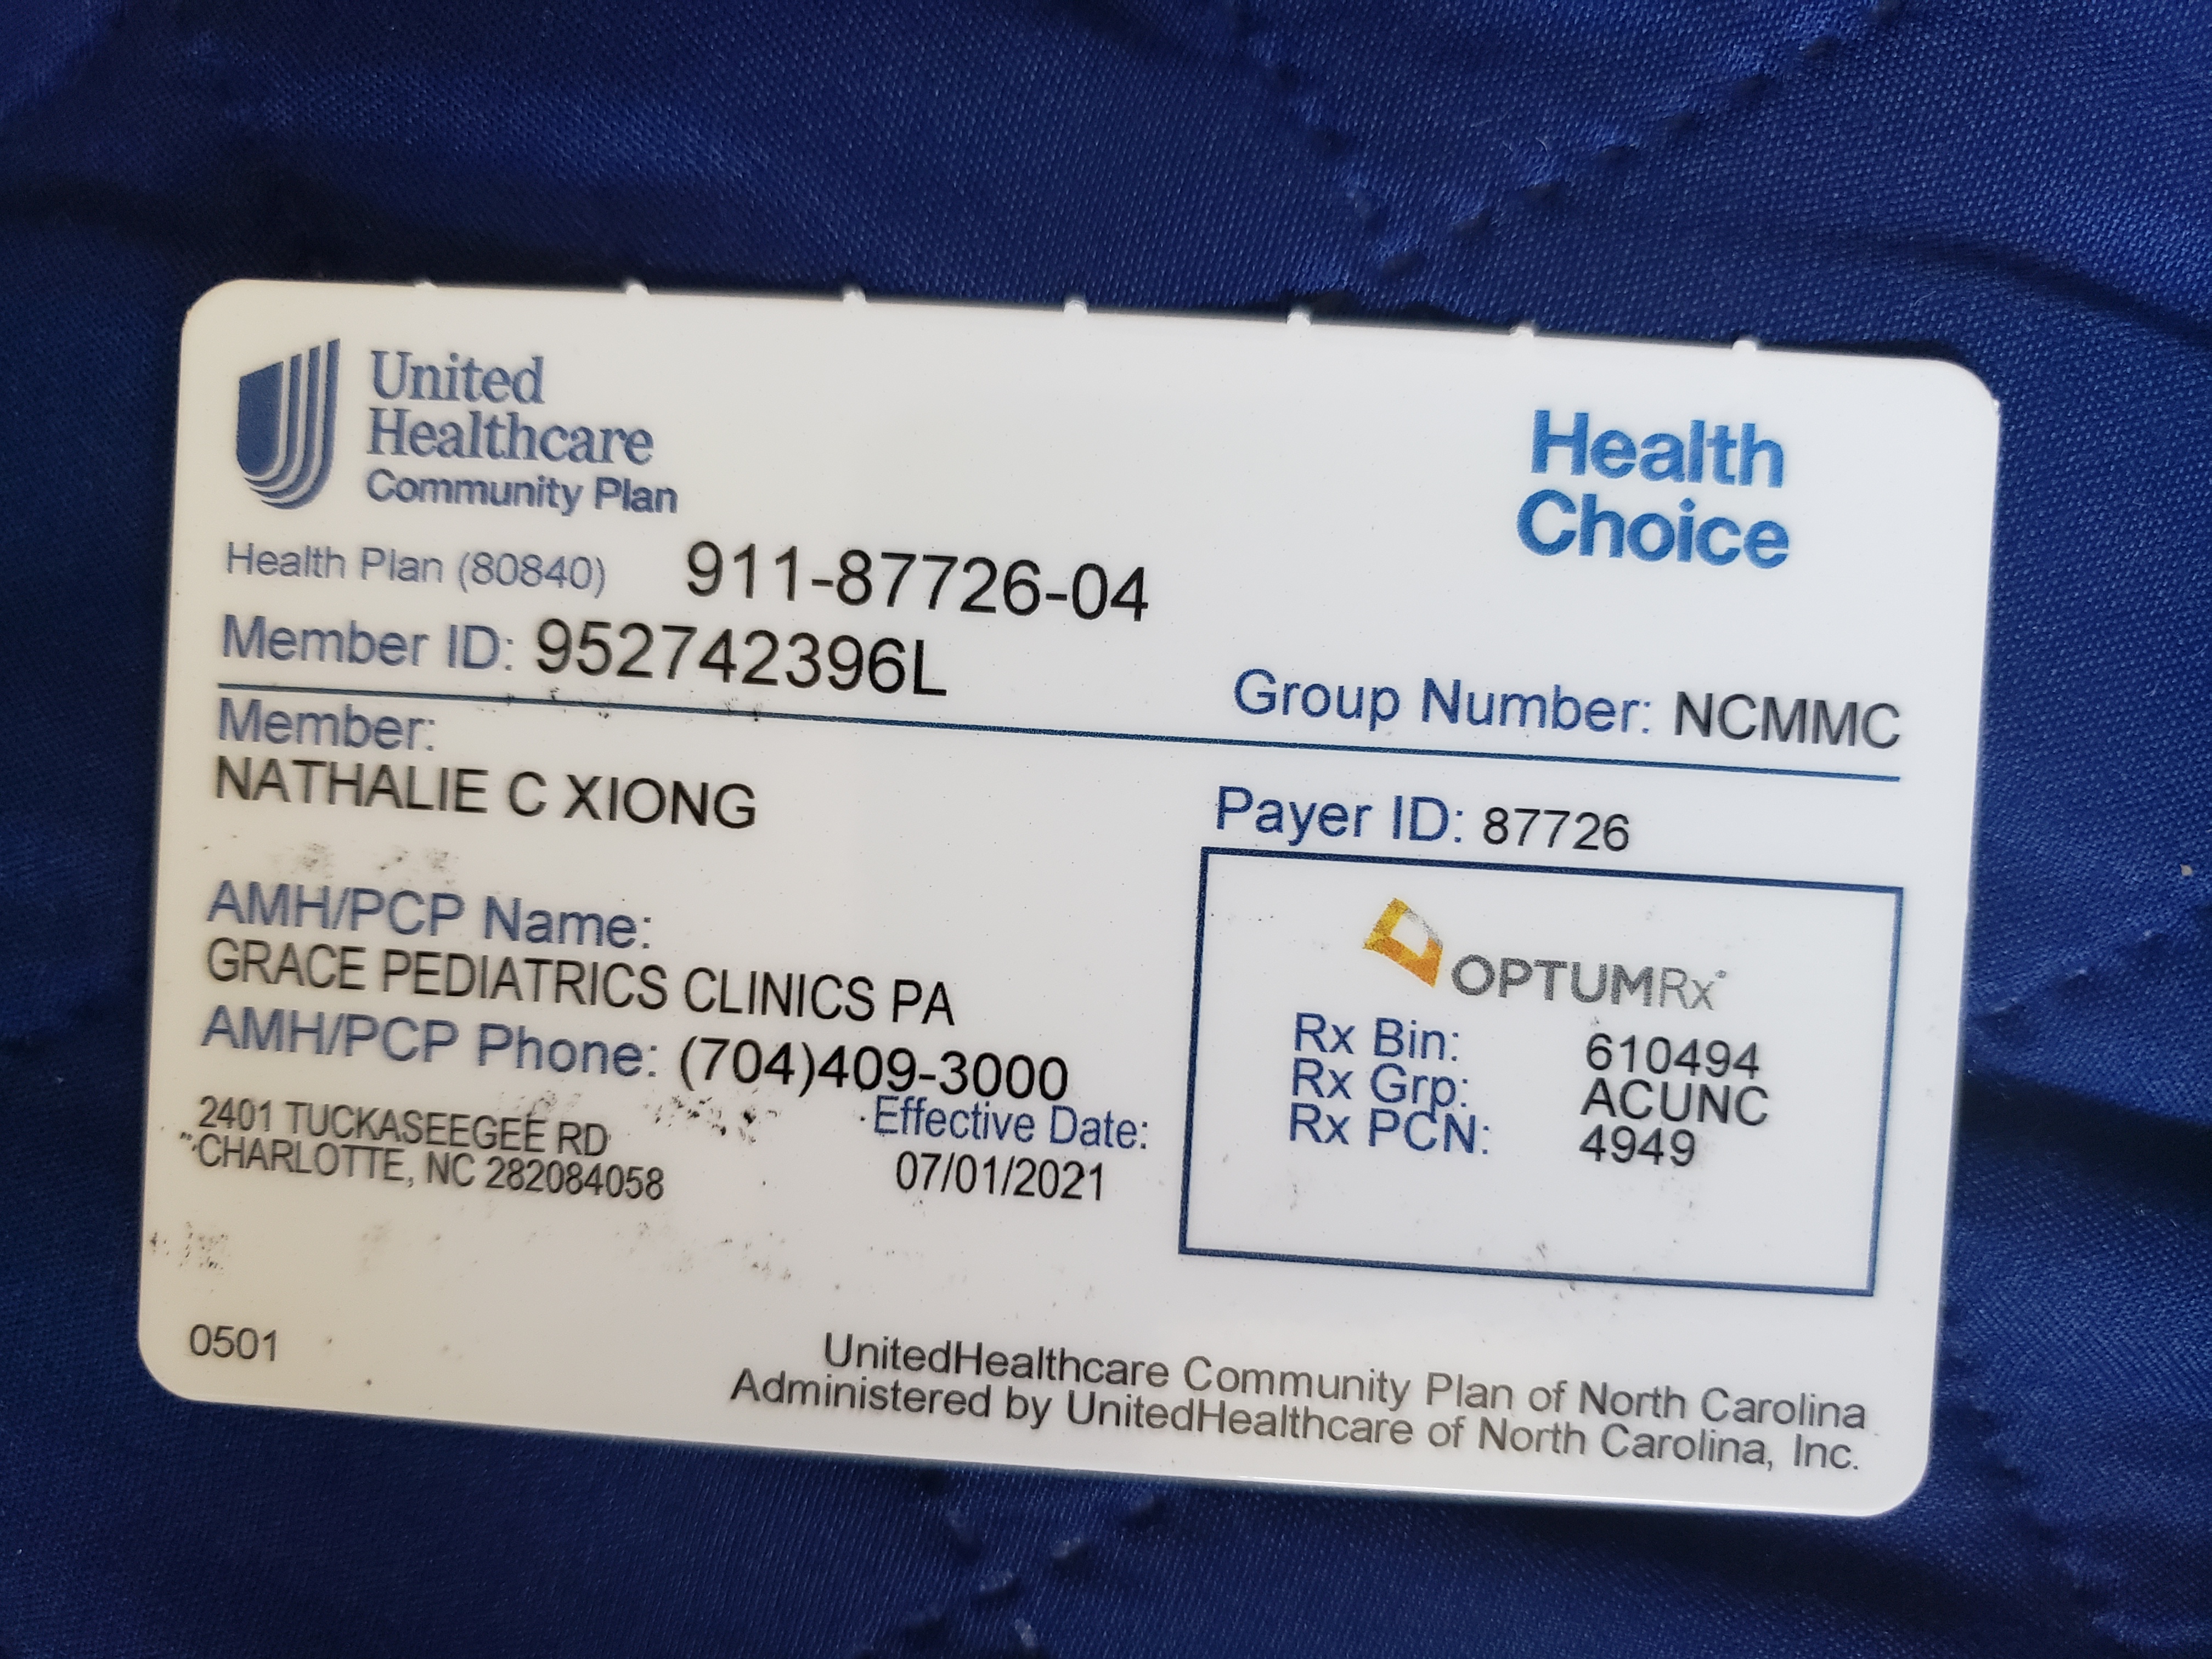 United
Healthcare
Community Plan
Health
Choice
Health Plan (80840) 911-87726-04
Member ID: 952742396L
Group Number: NCMMC
Member:
NATHALIE C XIONG
Payer ID: 87726
AMH/PCP Name:
GRACE PEDIATRICS CLINICS PA
AMH/PCP Phone: (704)409-3000
2401 TUCKASEEGEE RD
CHARLOTTE, NC 282084058
Effective Date:
07/01/2021
OPTUMRx
Rx Bin: 610494
Rx Grp: ACUNC
Rx PCN: 4949
0501
UnitedHealthcare Community Plan of North Carolina
Administered by UnitedHealthcare of North Carolina, Inc.